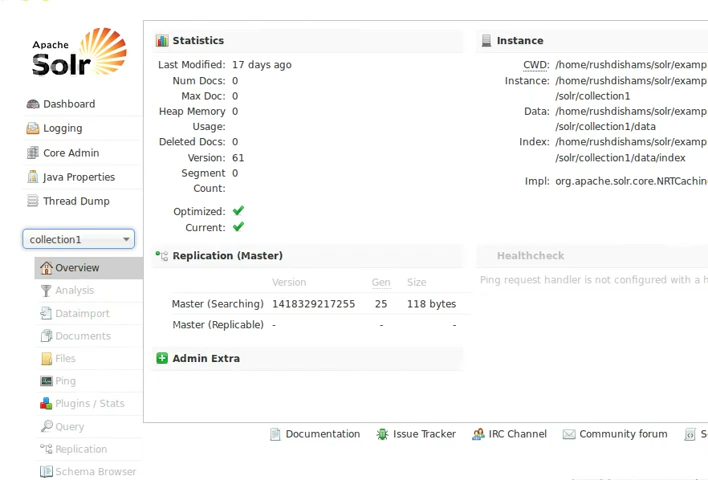 Apache
Solr
Dashboard
Logging
Core Admin
Java Properties
Thread Dump
collection1
Overview
Analysis
Dataimport
Documents
Files
Ping
Plugins / Stats
Query
Replication
Schema Browser
Statistics
Last Modified: 17 days ago
Num Docs: 0
Max Doc: 0
Heap Memory 0
Usage:
Deleted Docs: 0
Version: 61
Segment 0
Count:
Optimized:
Current:
Instance
CWD: /home/rushdishams/solr/examp
Instance: /home/rushdishams/solr/examp
/solr/collection1
Data: /home/rushdishams/solr/examp
/solr/collection1/data
Index: /home/rushdishams/solr/examp
/solr/collection1/data/index
Impl: org.apache.solr.core.NRTCachin
Replication (Master)
Version Gen Size
Master (Searching) 1418329217255 25 118 bytes
Master (Replicable) - - -
Healthcheck
Ping request handler is not configured with a h
Admin Extra
Documentation Issue Tracker IRC Channel Community forum S